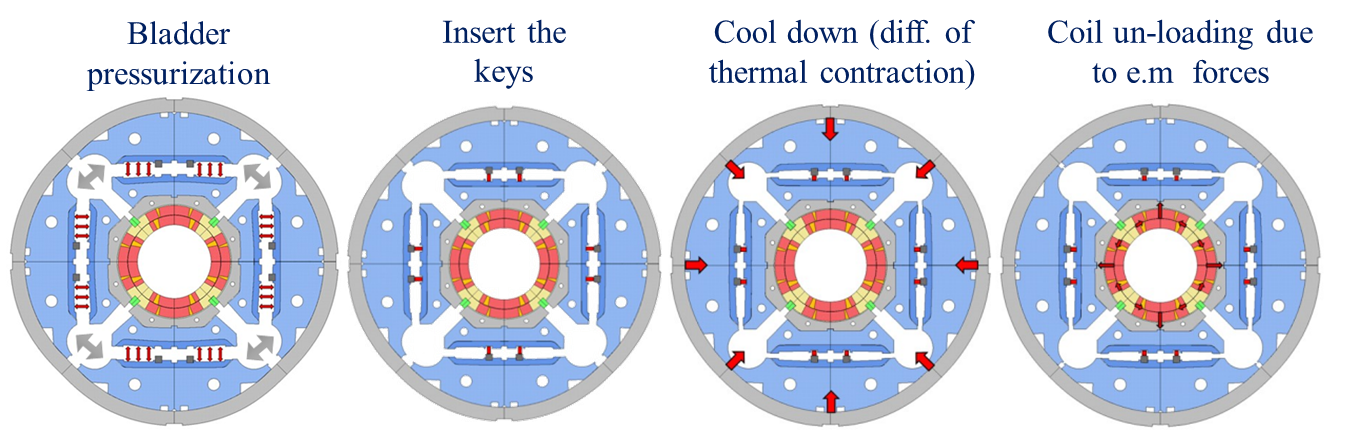 Bladder
pressurization
Insert the
keys
Cool down (diff. of
thermal contraction)
Coil un-loading due
to e.m forces